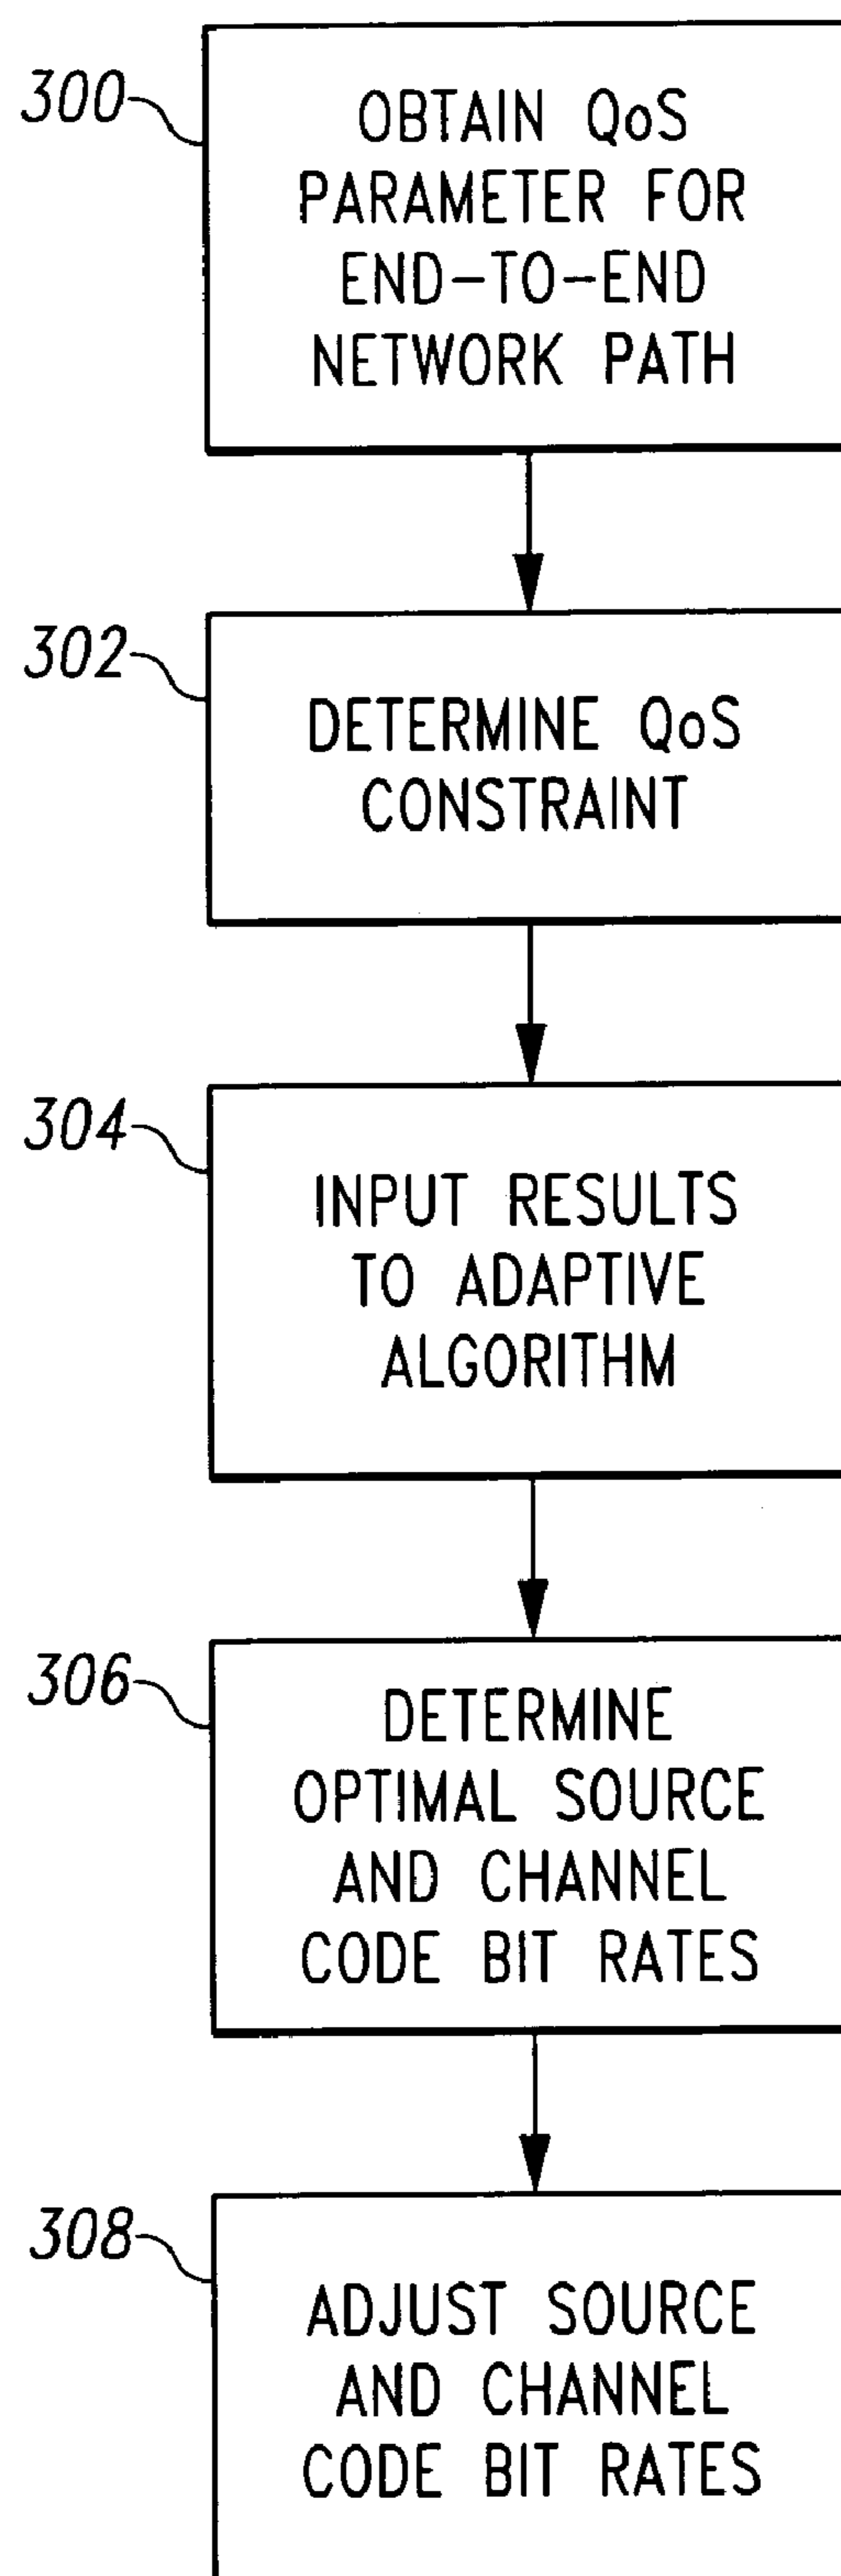 300
OBTAIN QoS
PARAMETER FOR
END-TO-END
NETWORK PATH
302
DETERMINE QoS
CONSTRAINT
304
INPUT RESULTS
TO ADAPTIVE
ALGORITHM
306
DETERMINE
OPTIMAL SOURCE
AND CHANNEL
CODE BIT RATES
308
ADJUST SOURCE
AND CHANNEL
CODE BIT RATES